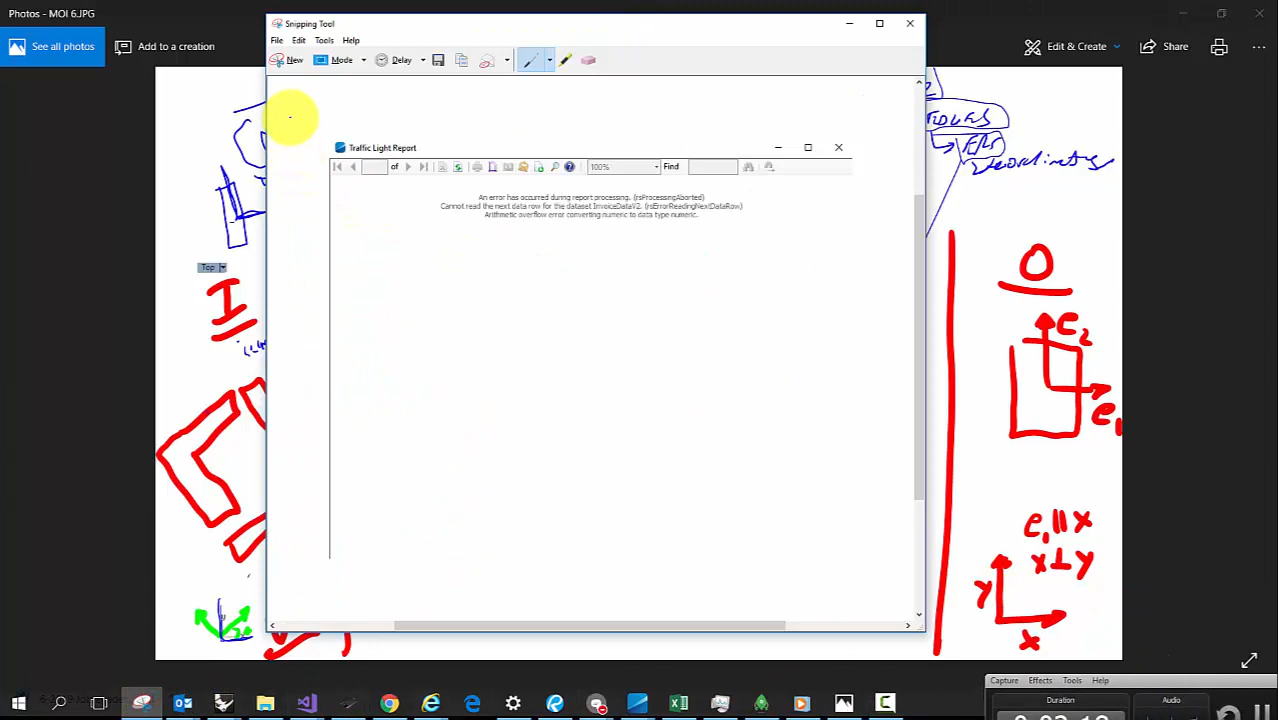 Photos - MOI 6.JPG
See all photos
Add to a creation
Edit & Create
Share
Snipping Tool
File Edit Tools Help
New Mode Delay
Traffic Light Report
of 100% Find
An error has occurred during report processing. (rsProcessingAborted)
Cannot read the next data row for the dataset InvoiceDataV2. (rsErrorReadingNextDataRow)
Arithmetic overflow error converting numeric to data type numeric.
Top
I
O
e2
e1
e1 || x
x ⊥ y
y
x
Capture Effects Tools Help
Duration
Audio